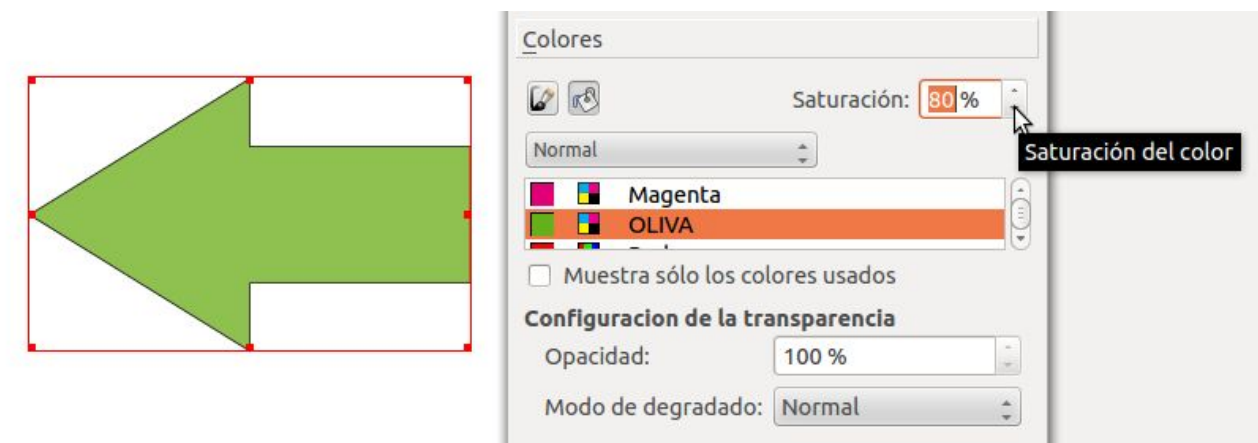 Colores
Saturación: 80 %
Saturación del color
Normal
Magenta
OLIVA
Muestra sólo los colores usados
Configuracion de la transparencia
Opacidad: 100 %
Modo de degradado: Normal